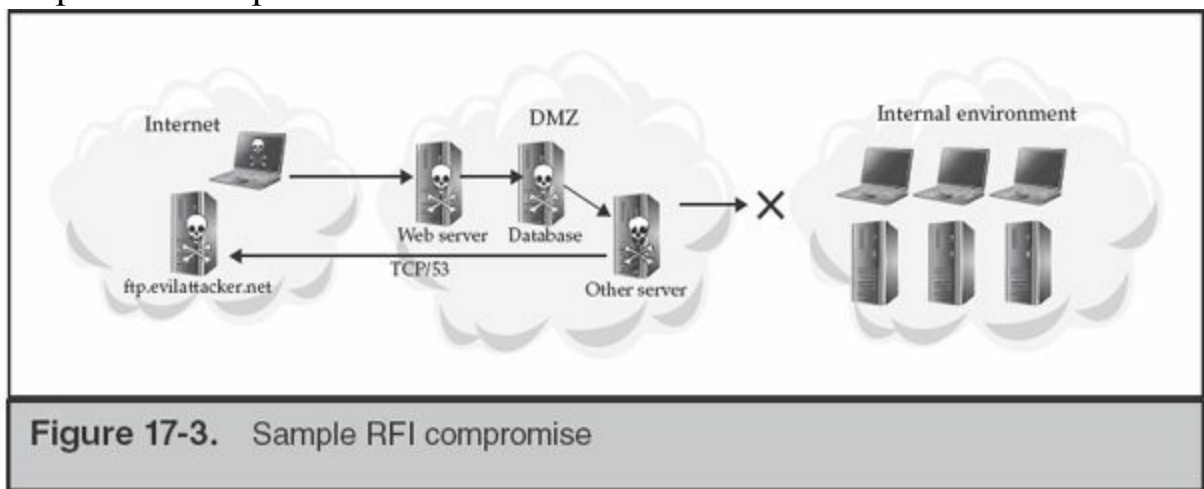 Internet
DMZ
Internal environment
Web server
Database
TCP/53
Other server
ftp.evilattacker.net
Figure 17-3. Sample RFI compromise